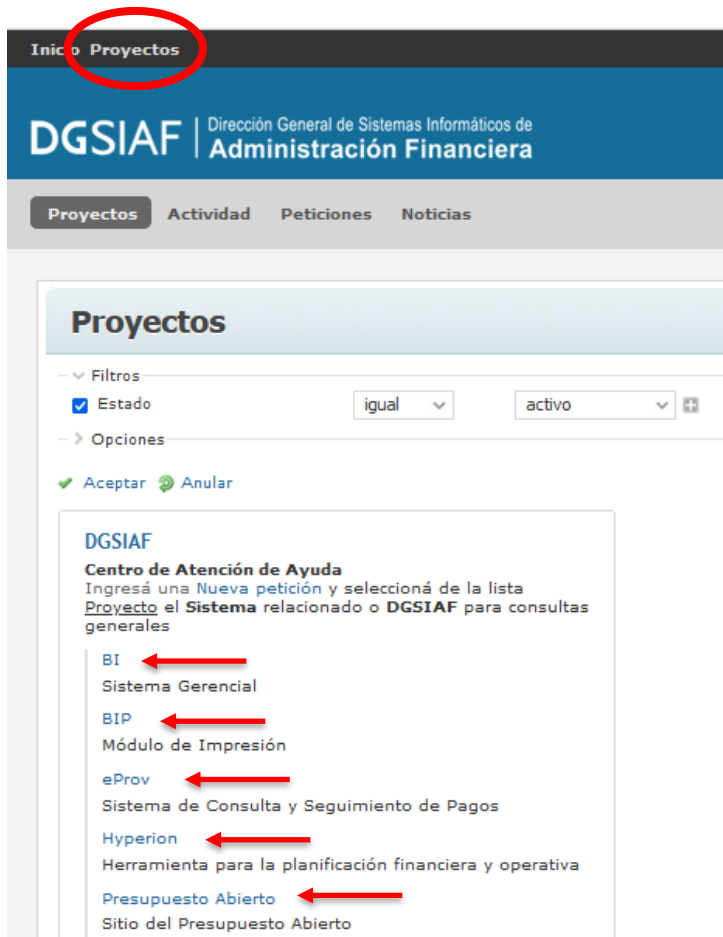 Inicio Proyectos
DGSIAF | Dirección General de Sistemas Informáticos de
Administración Financiera
Proyectos Actividad Peticiones Noticias
Proyectos
Filtros
Estado igual activo
Opciones
Aceptar Anular
DGSIAF
Centro de Atención de Ayuda
Ingresá una Nueva petición y seleccioná de la lista
Proyecto el Sistema relacionado o DGSIAF para consultas
generales
BI
Sistema Gerencial
BIP
Módulo de Impresión
eProv
Sistema de Consulta y Seguimiento de Pagos
Hyperion
Herramienta para la planificación financiera y operativa
Presupuesto Abierto
Sitio del Presupuesto Abierto